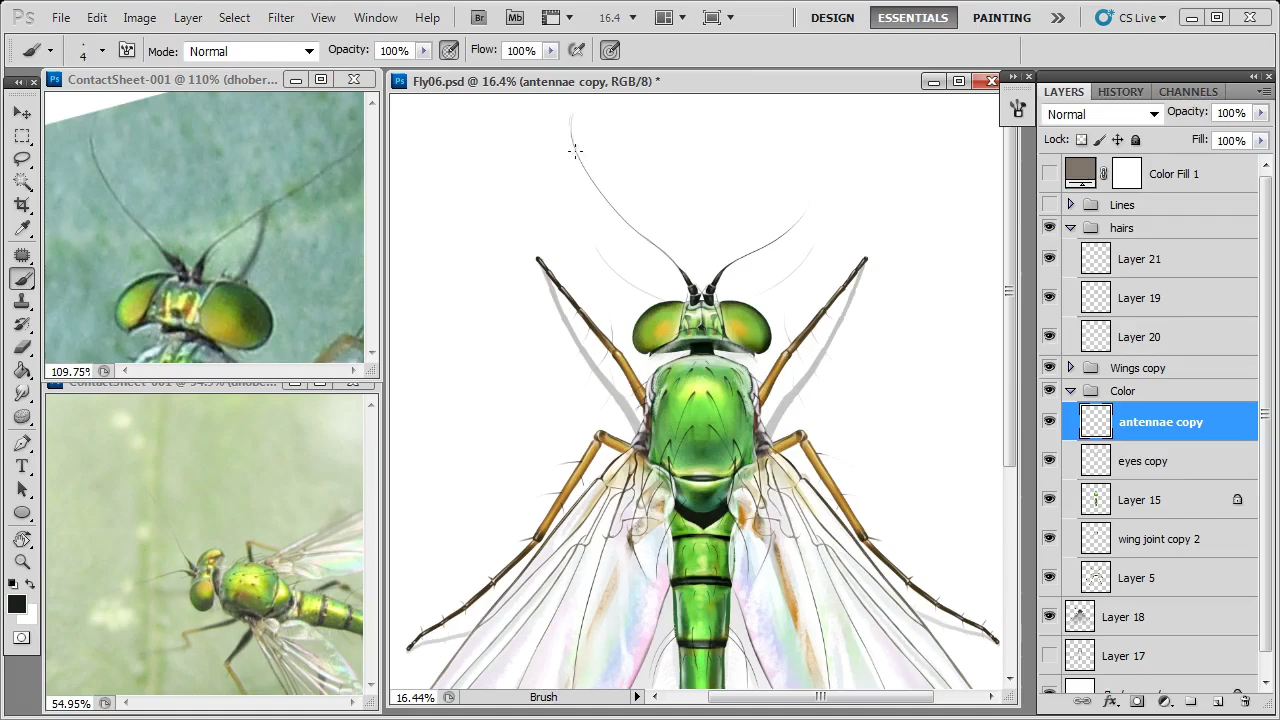 Ps File Edit Image Layer Select Filter View Window Help Br Mb 16.4 DESIGN ESSENTIALS PAINTING CS Live
4 Mode: Normal Opacity: 100% Flow: 100%
Ps ContactSheet-001 @ 110% (dhober...
Ps Fly06.psd @ 16.4% (antennae copy, RGB/8) *
LAYERS HISTORY CHANNELS
Normal Opacity: 100%
Lock: Fill: 100%
Color Fill 1
Lines
hairs
Layer 21
Layer 19
Layer 20
Wings copy
Color
antennae copy
eyes copy
Layer 15
wing joint copy 2
Layer 5
Layer 18
Layer 17
109.75%
54.95%
16.44% Brush